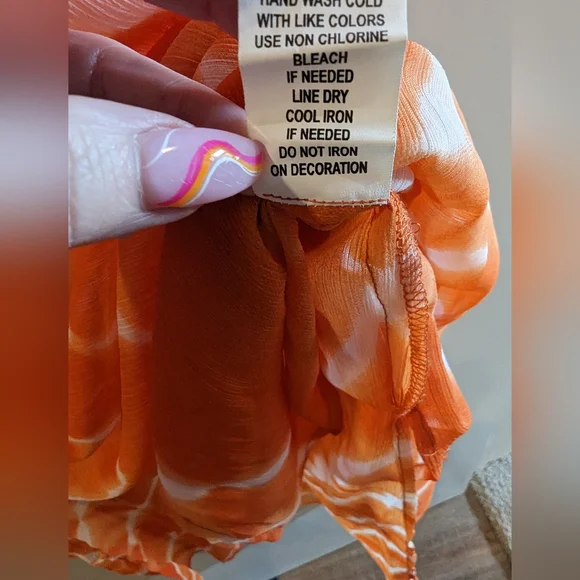 HAND WASH COLD
WITH LIKE COLORS
USE NON CHLORINE
BLEACH
IF NEEDED
LINE DRY
COOL IRON
IF NEEDED
DO NOT IRON
ON DECORATION